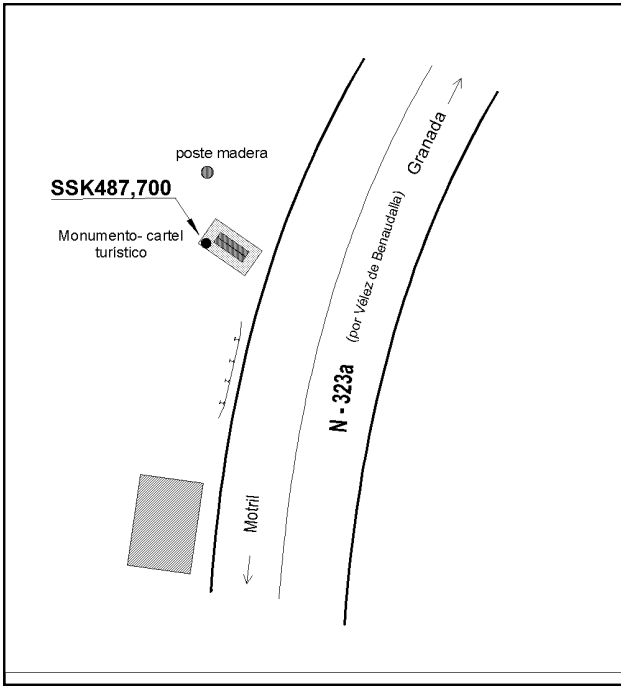 poste madera
SSK487,700
Monumento- cartel
turístico
Granada
(por Vélez de Benaudalla)
N - 323a
Motril